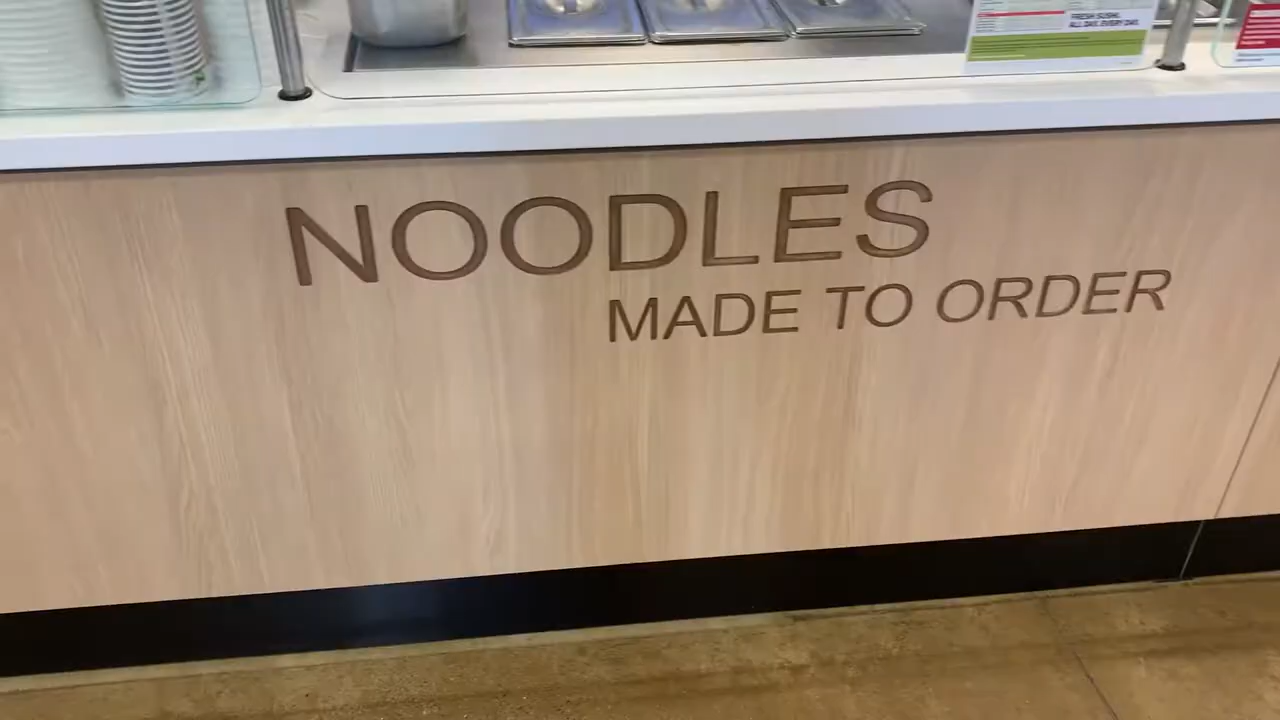 FRESH SUSHI.
ALL DAY. EVERY DAY.
NOODLES
MADE TO ORDER